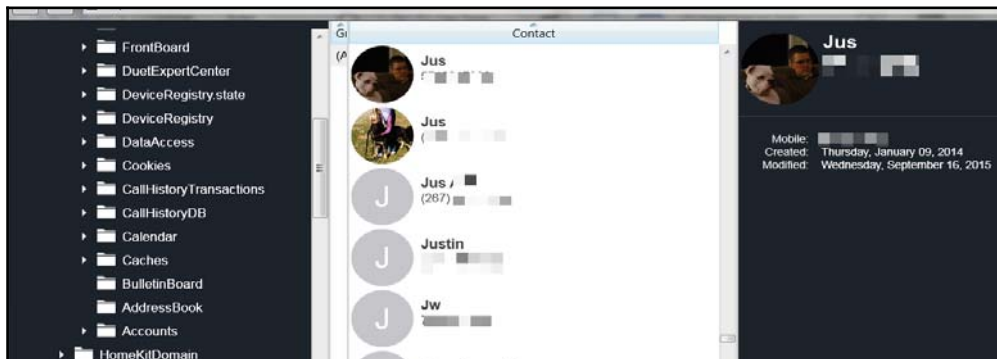 FrontBoard
DuetExpertCenter
DeviceRegistry.state
DeviceRegistry
DataAccess
Cookies
CallHistoryTransactions
CallHistoryDB
Calendar
Caches
BulletinBoard
AddressBook
Accounts
HomeKitDomain
Contact
Jus
Jus
J
Jus
(267)
J
Justin
J
Jw
Jus
Mobile:
Created: Thursday, January 09, 2014
Modified: Wednesday, September 16, 2015